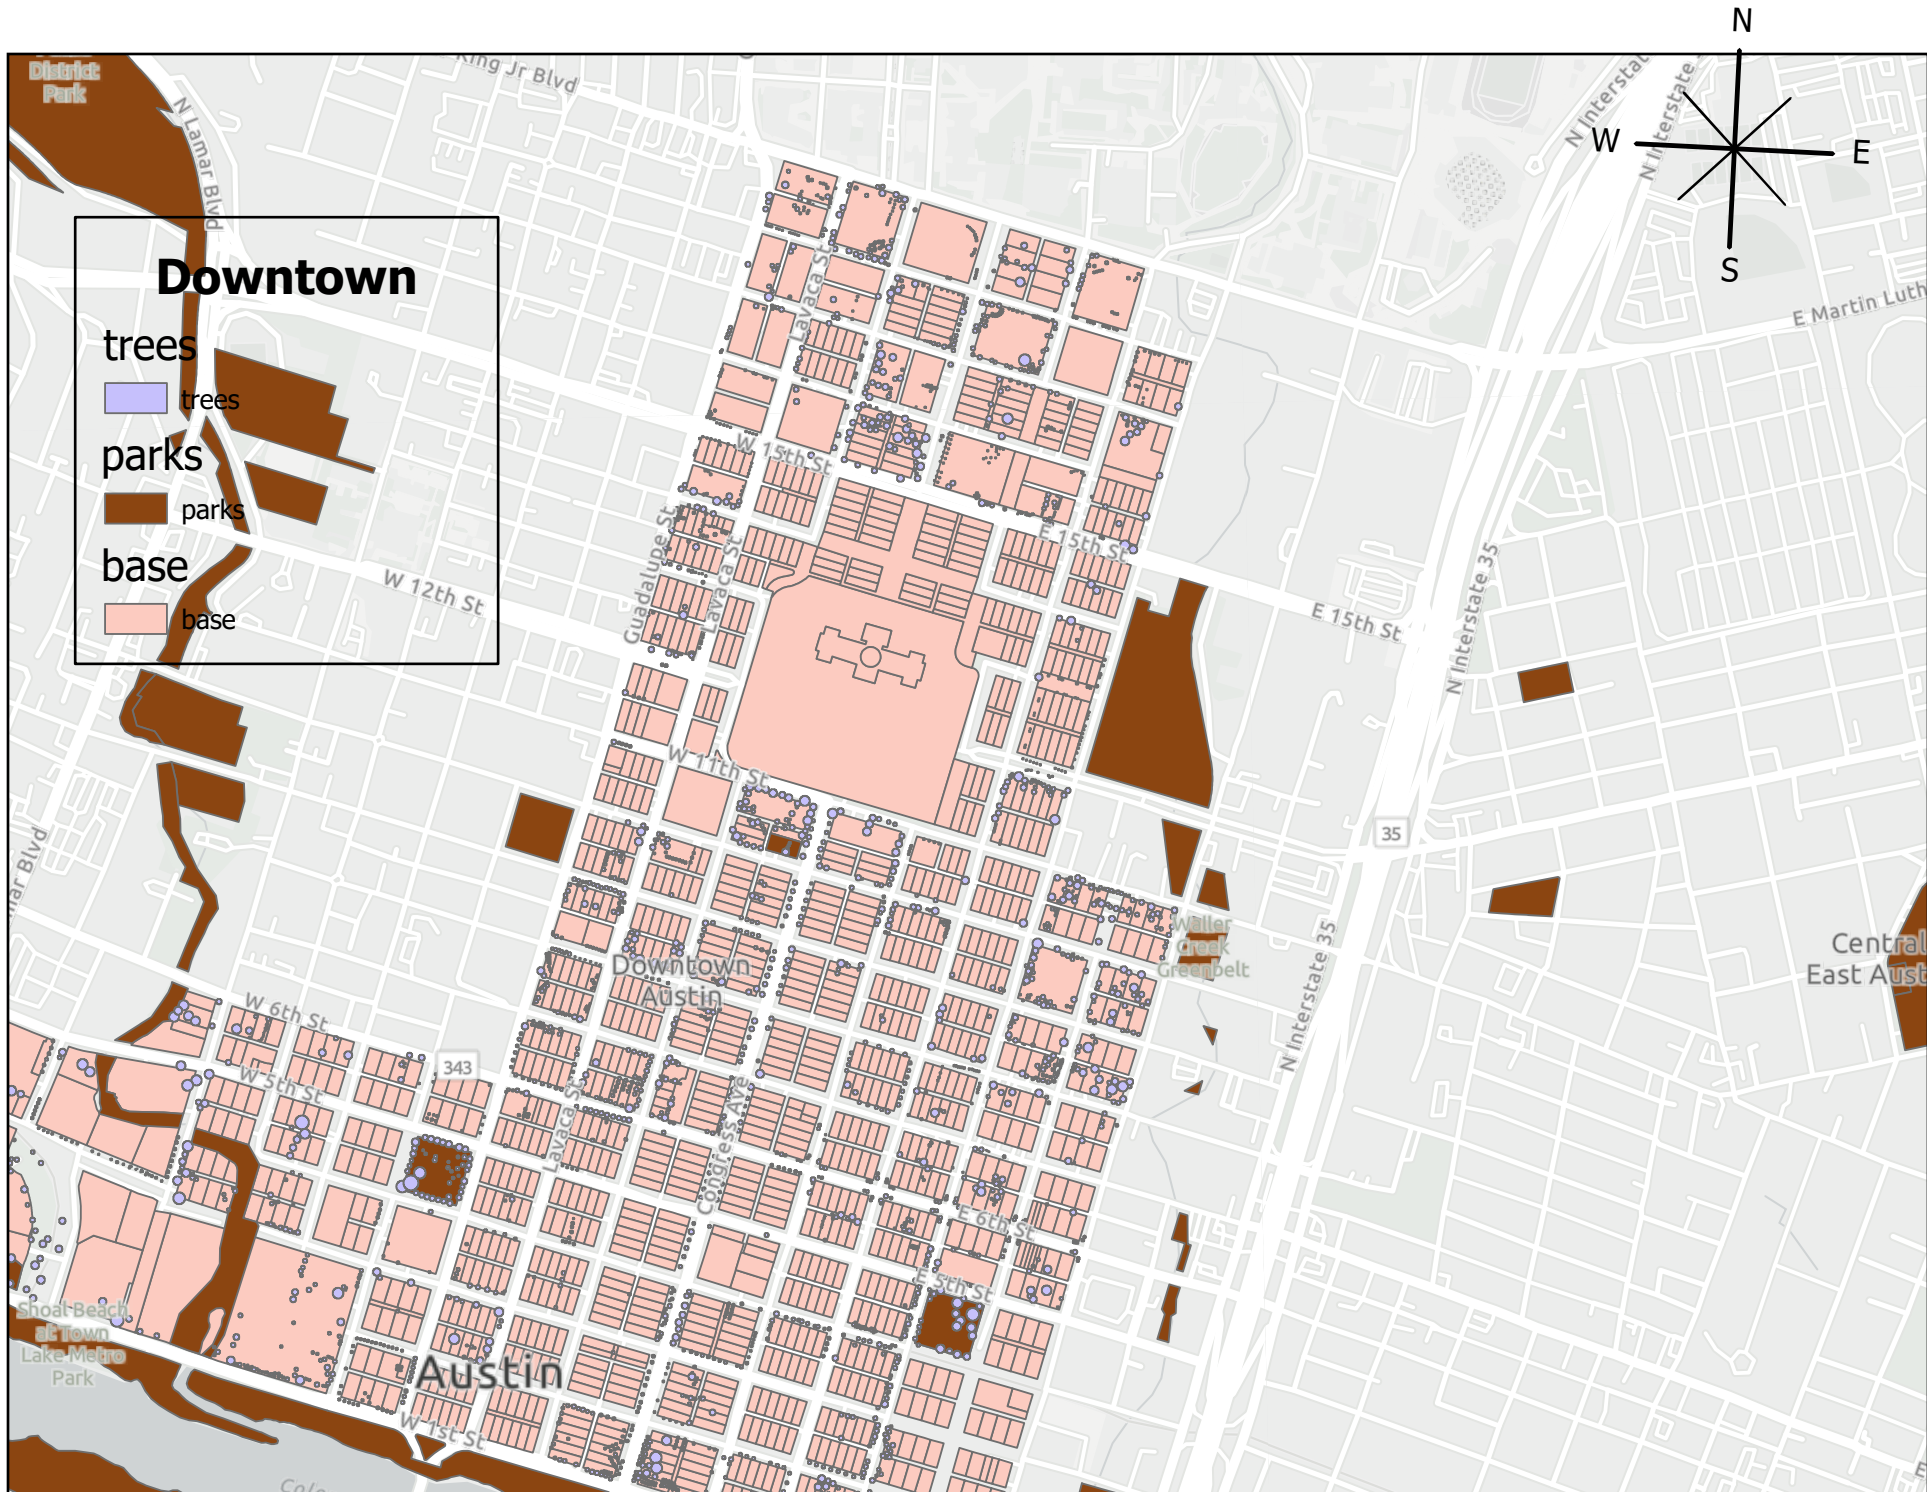 N
W
E
S
District
Park
King Jr Blvd
N Lamar Blvd
N Interstat
N Interstate
E Martin Luth
Downtown
trees
trees
parks
parks
base
base
Lavaca St
W 15th St
E 15th St
E 15th St
Guadalupe St
Lavaca St
W 12th St
N Interstate 35
W 11th St
35
mar Blvd
Waller
Creek
Greenbelt
Central
East Aust
Downtown
Austin
N Interstate 35
W 6th St
343
W 5th St
Lavaca St
Congress Ave
E 6th St
E 5th St
Shoal Beach
at Town
Lake Metro
Park
Austin
W 1st St
Colo
E